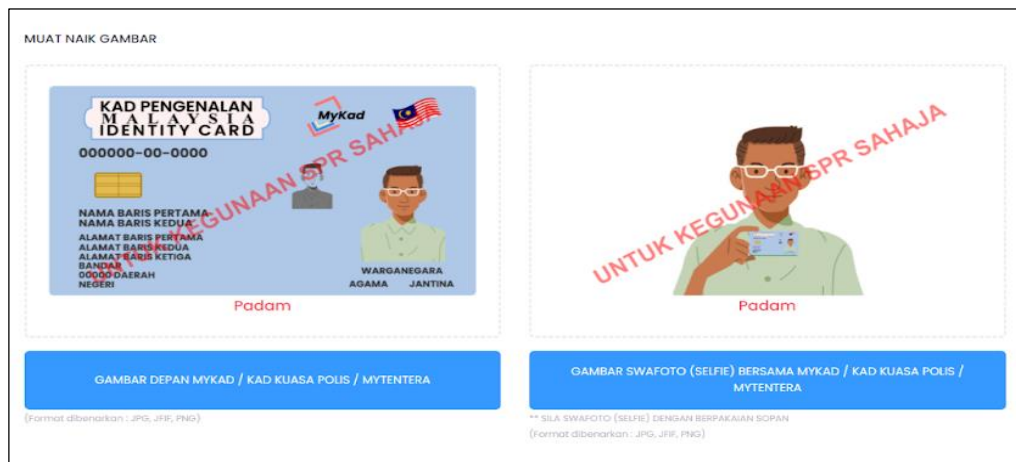 MUAT NAIK GAMBAR
KAD PENGENALAN
MALAYSIA
IDENTITY CARD
MyKad
000000-00-0000
NAMA BARIS PERTAMA
NAMA BARIS KEDUA
ALAMAT BARIS PERTAMA
ALAMAT BARIS KEDUA
ALAMAT BARIS KETIGA
BANDAR
00000 DAERAH
NEGERI
WARGANEGARA
AGAMA JANTINA
UNTUK KEGUNAAN SPR SAHAJA
Padam
GAMBAR DEPAN MYKAD / KAD KUASA POLIS / MYTENTERA
(Format dibenarkan : JPG, JFIF, PNG)
UNTUK KEGUNAAN SPR SAHAJA
Padam
GAMBAR SWAFOTO (SELFIE) BERSAMA MYKAD / KAD KUASA POLIS /
MYTENTERA
** SILA SWAFOTO (SELFIE) DENGAN BERPAKAIAN SOPAN
(Format dibenarkan : JPG, JFIF, PNG)